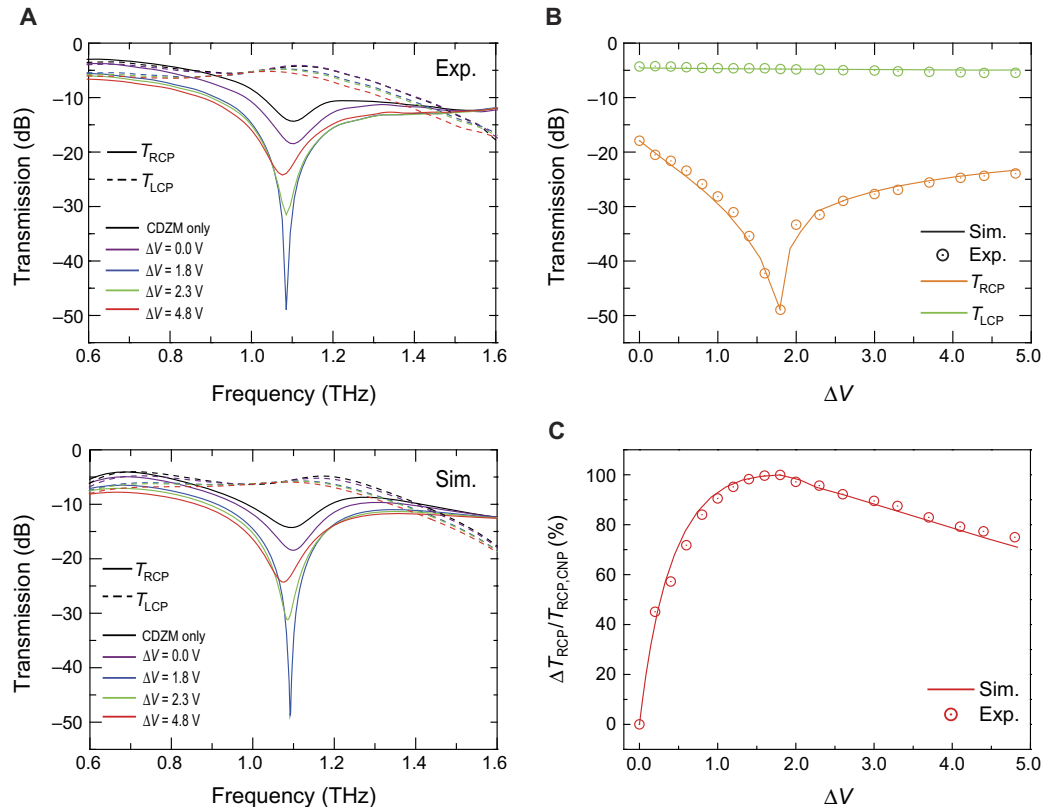 A
Exp.
Transmission (dB)
0
–10
–20
–30
–40
–50
T_RCP
T_LCP
CDZM only
ΔV = 0.0 V
ΔV = 1.8 V
ΔV = 2.3 V
ΔV = 4.8 V
0.6 0.8 1.0 1.2 1.4 1.6
Frequency (THz)
B
Transmission (dB)
0
–10
–20
–30
–40
–50
Sim.
Exp.
T_RCP
T_LCP
0.0 1.0 2.0 3.0 4.0 5.0
ΔV
Sim.
Transmission (dB)
0
–10
–20
–30
–40
–50
T_RCP
T_LCP
CDZM only
ΔV = 0.0 V
ΔV = 1.8 V
ΔV = 2.3 V
ΔV = 4.8 V
0.6 0.8 1.0 1.2 1.4 1.6
Frequency (THz)
C
ΔT_RCP/T_RCP,CNP (%)
100
80
60
40
20
0
Sim.
Exp.
0.0 1.0 2.0 3.0 4.0 5.0
ΔV